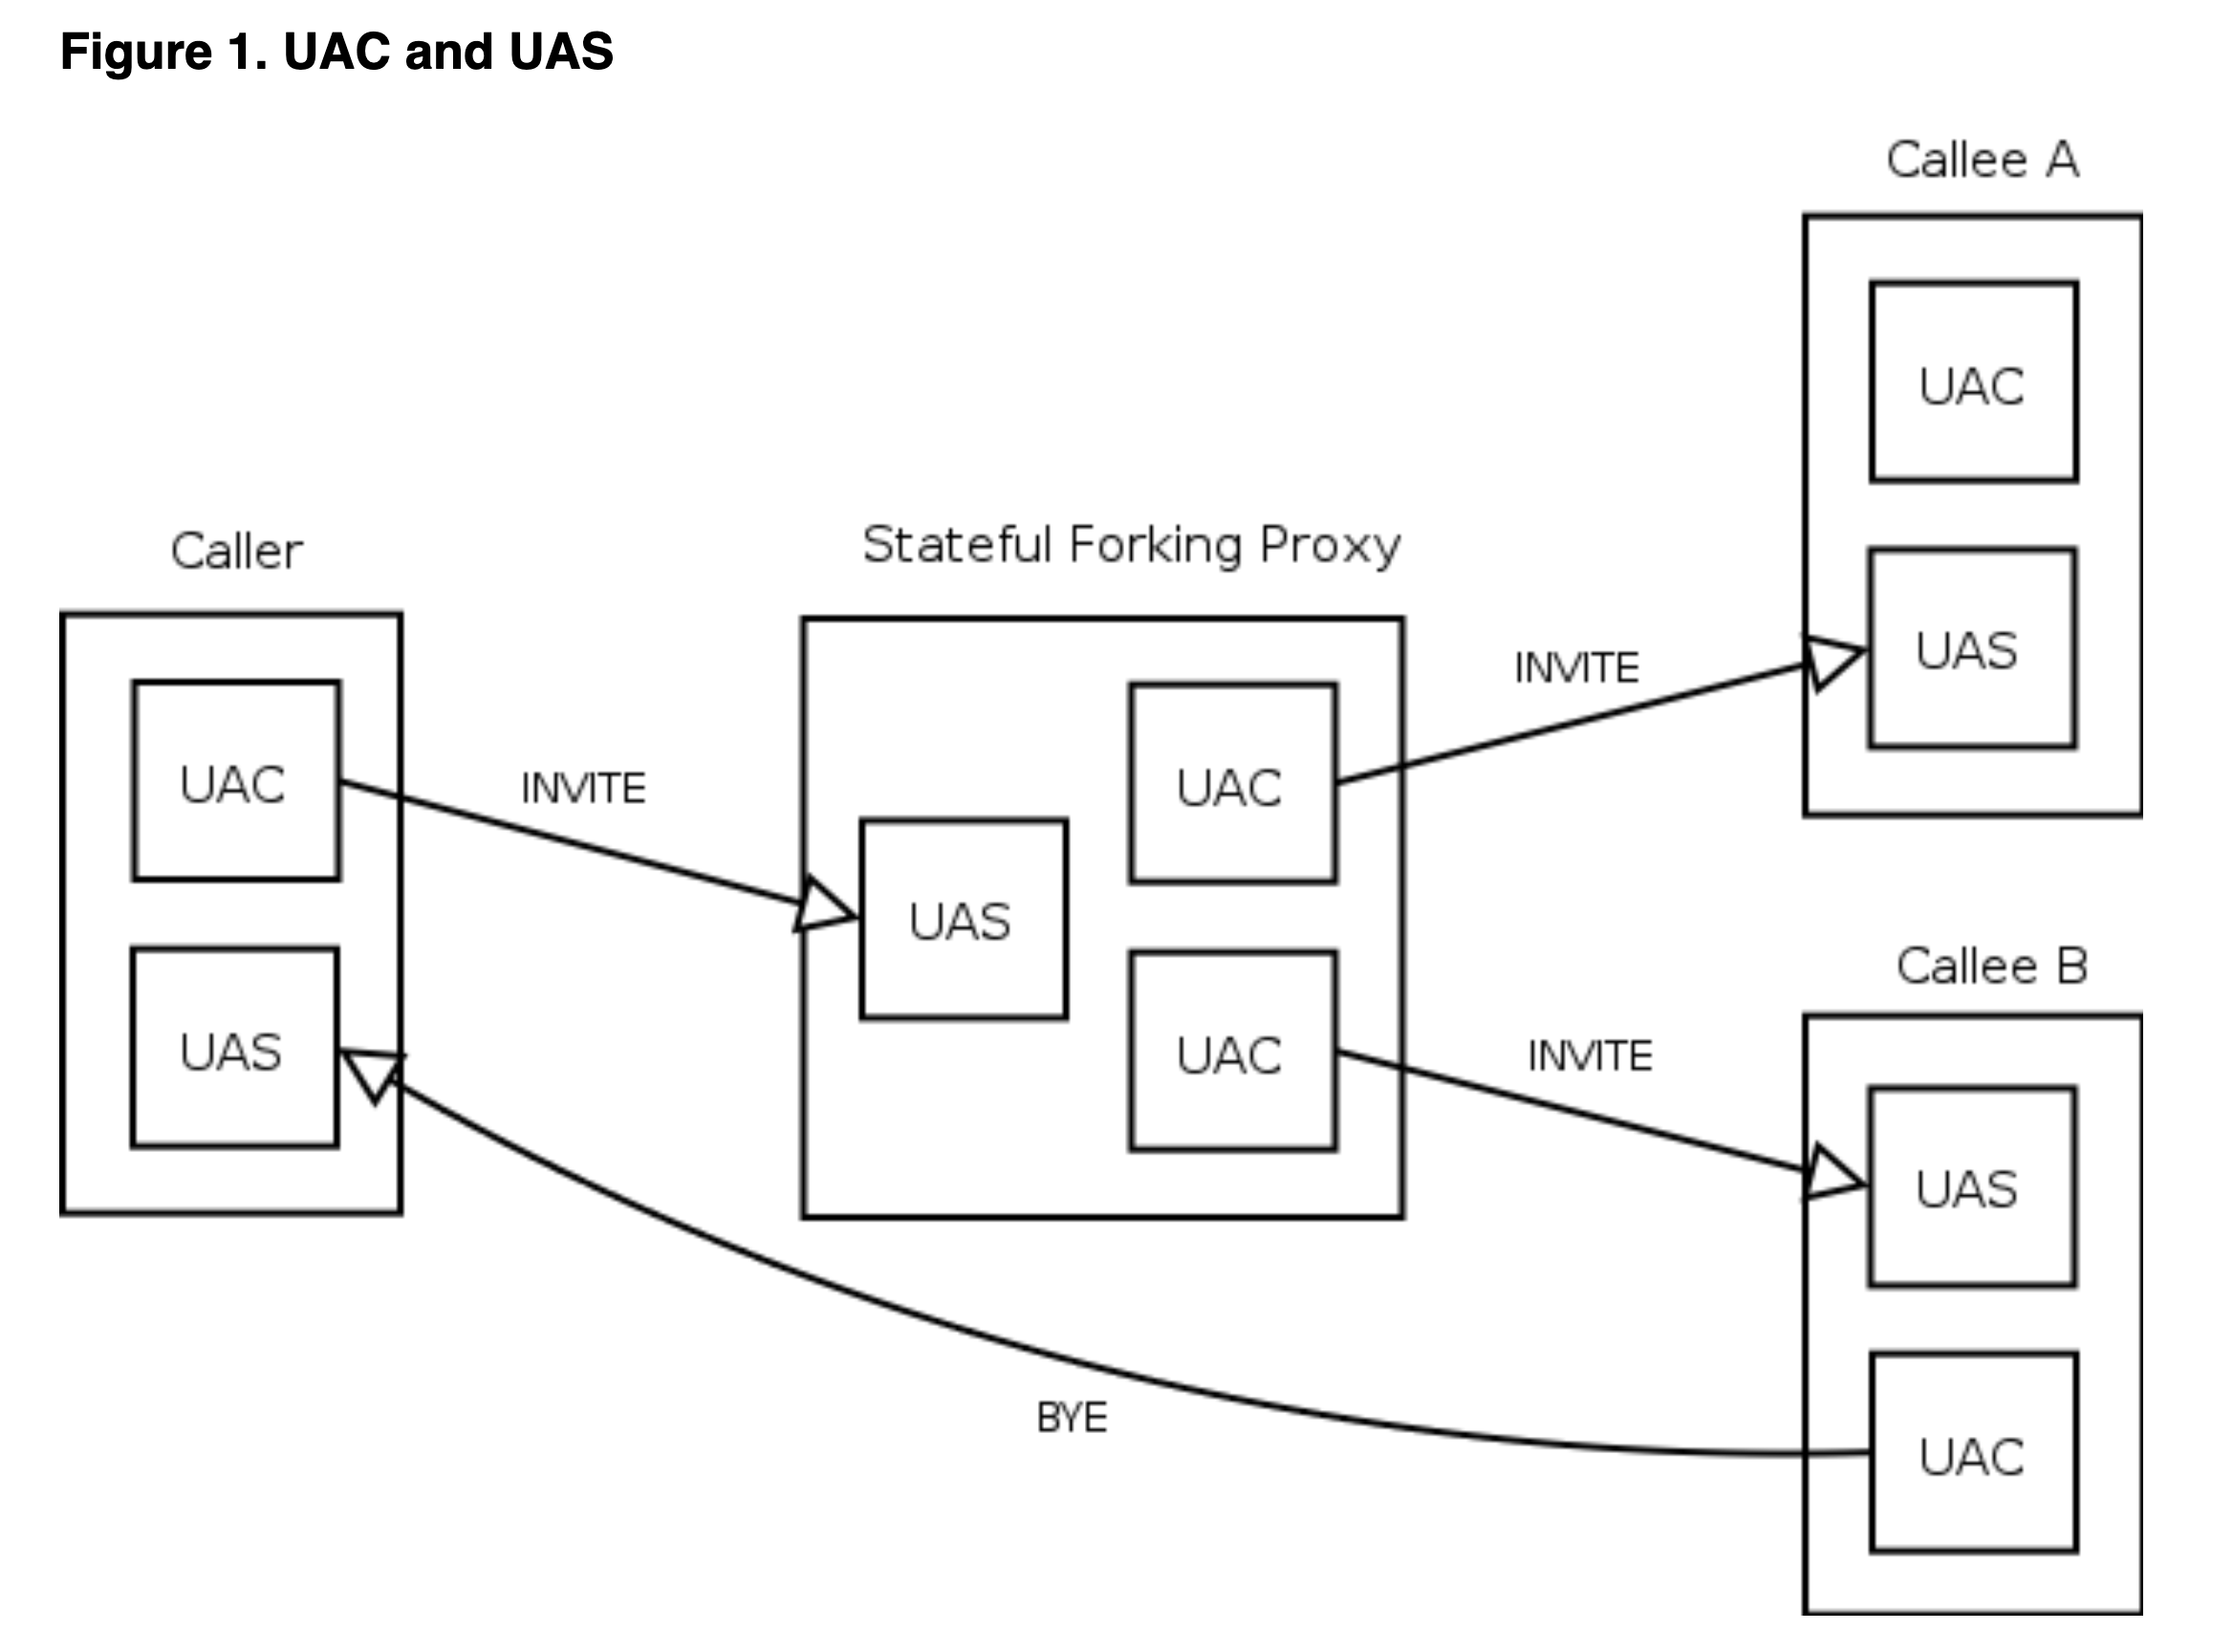 Figure 1. UAC and UAS
Callee A
UAC
UAS
Caller
UAC
UAS
INVITE
Stateful Forking Proxy
UAS
UAC
UAC
INVITE
INVITE
Callee B
UAS
UAC
BYE